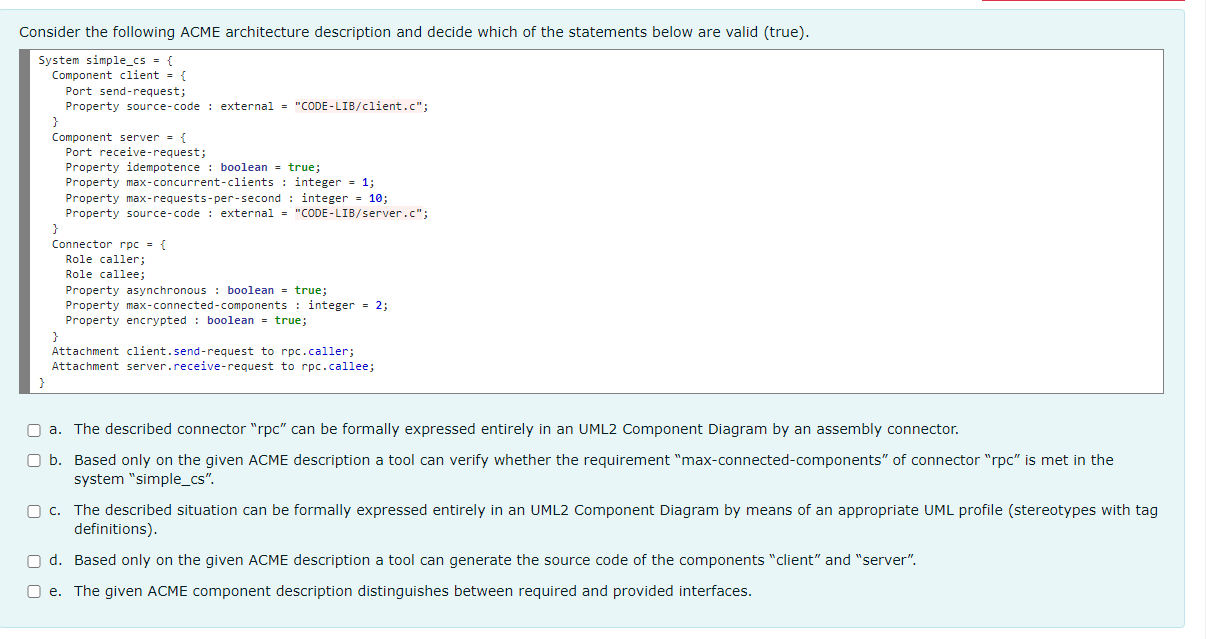 Consider the following ACME architecture description and decide which of the statements below are valid (true).
System simple_cs = {
Component client = {
Port send-request;
Property source-code : external = "CODE-LIB/client.c";
}
Component server = {
Port receive-request;
Property idempotence : boolean = true;
Property max-concurrent-clients : integer = 1;
Property max-requests-per-second : integer = 10;
Property source-code : external = "CODE-LIB/server.c";
}
Connector rpc = {
Role caller;
Role callee;
Property asynchronous : boolean = true;
Property max-connected-components : integer = 2;
Property encrypted : boolean = true;
}
Attachment client.send-request to rpc.caller;
Attachment server.receive-request to rpc.callee;
}
a. The described connector “rpc” can be formally expressed entirely in an UML2 Component Diagram by an assembly connector.
b. Based only on the given ACME description a tool can verify whether the requirement “max-connected-components” of connector “rpc” is met in the
system “simple_cs”.
c. The described situation can be formally expressed entirely in an UML2 Component Diagram by means of an appropriate UML profile (stereotypes with tag
definitions).
d. Based only on the given ACME description a tool can generate the source code of the components “client” and “server”.
e. The given ACME component description distinguishes between required and provided interfaces.